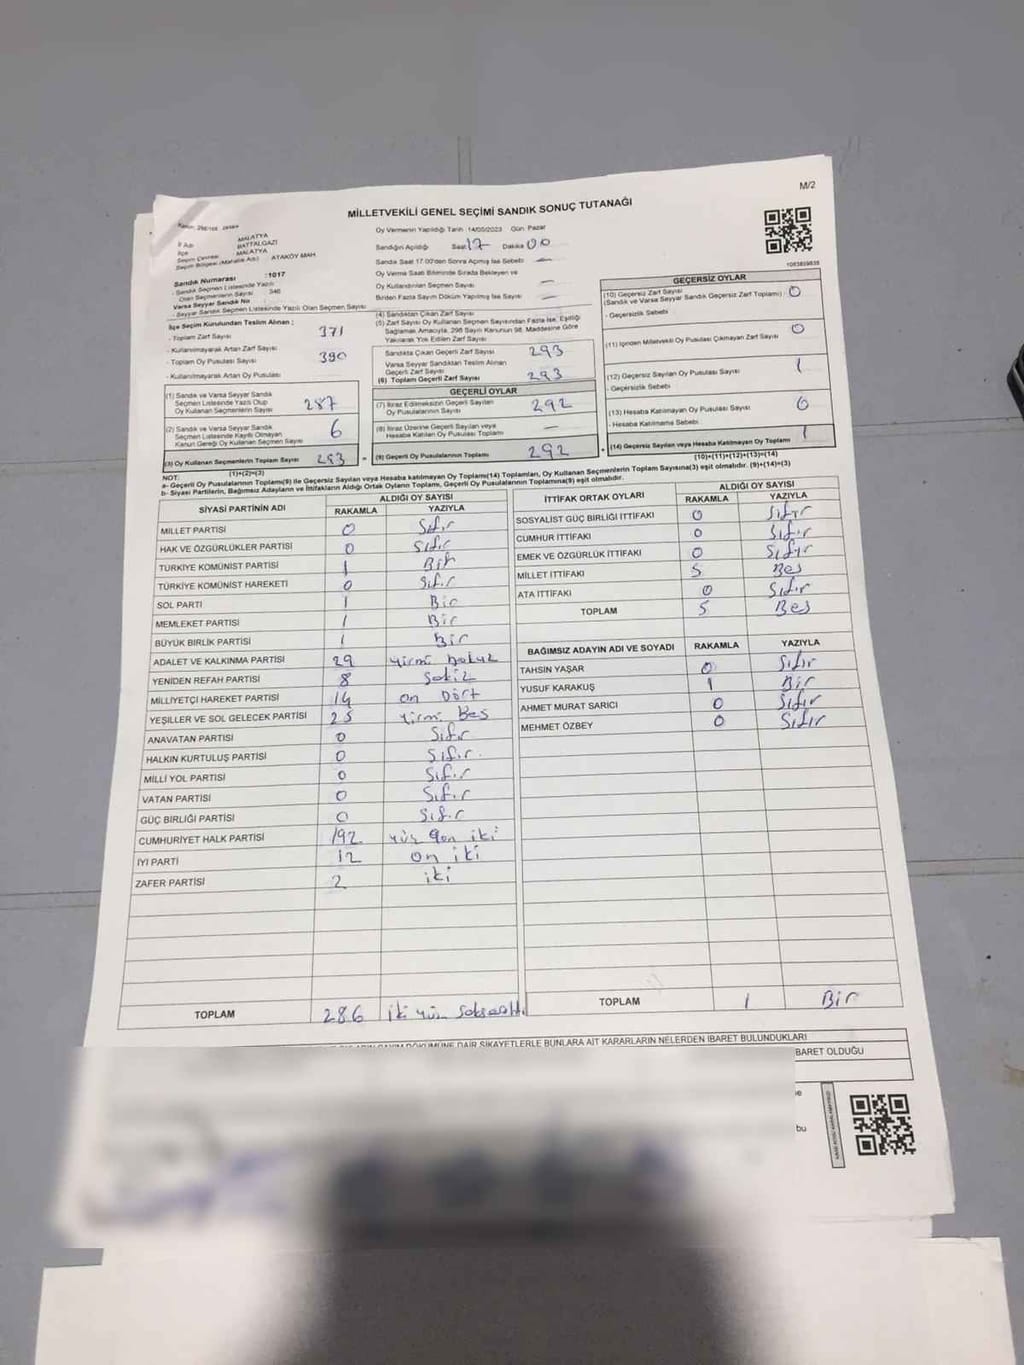 M/2
MİLLETVEKİLİ GENEL SEÇİMİ SANDIK SONUÇ TUTANAĞI
İl Adı MALATYA
İlçe BATTALGAZİ
Seçim Çevresi MALATYA
Seçim Bölgesi (Mahalle Adı) : ATAKÖY MAH
Oy Vermenin Yapıldığı Tarih :14/05/2023 Gün Pazar
Sandığın Açıldığı Saat 17 Dakika 00
Sandık Saat 17.00'den Sonra Açılmış İse Sebebi —
Oy Verme Saati Bitiminde Sırada Bekleyen ve
Oy Kullandırılan Seçmen Sayısı —
Birden Fazla Sayım Döküm Yapılmış İse Sayısı —
1083839835
Sandık Numarası :1017
- Sandık Seçmen Listesinde Yazılı
Olan Seçmenlerin Sayısı 346
Varsa Seyyar Sandık No
- Seyyar Sandık Seçmen Listesinde Yazılı Olan Seçmen Sayısı
İlçe Seçim Kurulundan Teslim Alınan ;
- Toplam Zarf Sayısı 371
- Kullanılmayarak Artan Zarf Sayısı
Toplam Oy Pusulası Sayısı 390
- Kullanılmayarak Artan Oy Pusulası
(1) Sandık ve Varsa Seyyar Sandık
Seçmen Listesinde Yazılı Olup
Oy Kullanan Seçmenlerin Sayısı 287
(2) Sandık ve Varsa Seyyar Sandık
Seçmen Listesinde Kayıtlı Olmayan
Kanun Gereği Oy Kullanan Seçmen Sayısı 6
(3) Oy Kullanan Seçmenlerin Toplam Sayısı 293
(1)+(2)=(3)
(4) Sandıktan Çıkan Zarf Sayısı
(5) Zarf Sayısı Oy Kullanan Seçmen Sayısından Fazla İse, Eşitliği
Sağlamak Amacıyla, 298 Sayılı Kanunun 98. Maddesine Göre
Yakılarak Yok Edilen Zarf Sayısı
Sandıkta Çıkan Geçerli Zarf Sayısı 293
Varsa Seyyar Sandıktan Teslim Alınan
Geçerli Zarf Sayısı —
(6) Toplam Geçerli Zarf Sayısı 293
GEÇERLİ OYLAR
(7) İtiraz Edilmeksizin Geçerli Sayılan
Oy Pusulalarının Sayısı 292
(8) İtiraz Üzerine Geçerli Sayılan veya
Hesaba Katılan Oy Pusulaları Toplamı —
(9) Geçerli Oy Pusulalarının Toplamı 292
GEÇERSİZ OYLAR
(10) Geçersiz Zarf Sayısı 0
(Sandık ve Varsa Seyyar Sandık Geçersiz Zarf Toplamı)
- Geçersizlik Sebebi
(11) İçinden Milletvekili Oy Pusulası Çıkmayan Zarf Sayısı 0
(12) Geçersiz Sayılan Oy Pusulası Sayısı 1
- Geçersizlik Sebebi
(13) Hesaba Katılmayan Oy Pusulası Sayısı 0
- Hesaba Katılmama Sebebi
(14) Geçersiz Sayılan veya Hesaba Katılmayan Oy Toplamı 1
(10)+(11)+(12)+(13)=(14)
NOT:
a- Geçerli Oy Pusulasının Toplamı(9) ile Geçersiz Sayılan veya Hesaba katılmayan Oy Toplamı(14) Toplamları, Oy Kullanan Seçmenlerin Toplam Sayısına(3) eşit olmalıdır. (9)+(14)=(3)
b- Siyasi Partilerin, Bağımsız Adayların ve İttifakların Aldığı Ortak Oyların Toplamı, Geçerli Oy Pusulalarının Toplamına(9) eşit olmalıdır.
SİYASİ PARTİNİN ADI ALDIĞI OY SAYISI
RAKAMLA YAZIYLA
MİLLET PARTİSİ 0 Sıfır
HAK VE ÖZGÜRLÜKLER PARTİSİ 0 Sıfır
TÜRKİYE KOMÜNİST PARTİSİ 1 Bir
TÜRKİYE KOMÜNİST HAREKETİ 0 Sıfır
SOL PARTİ 1 Bir
MEMLEKET PARTİSİ 1 Bir
BÜYÜK BİRLİK PARTİSİ 1 Bir
ADALET VE KALKINMA PARTİSİ 29 yirmi Dokuz
YENİDEN REFAH PARTİSİ 8 Sekiz
MİLLİYETÇİ HAREKET PARTİSİ 14 on Dört
YEŞİLLER VE SOL GELECEK PARTİSİ 25 yirmi Beş
ANAVATAN PARTİSİ 0 Sıfır
HALKIN KURTULUŞ PARTİSİ 0 Sıfır
MİLLİ YOL PARTİSİ 0 Sıfır
VATAN PARTİSİ 0 Sıfır
GÜÇ BİRLİĞİ PARTİSİ 0 Sıfır
CUMHURİYET HALK PARTİSİ 192 yüz 9on iki
İYİ PARTİ 12 on iki
ZAFER PARTİSİ 2 iki
TOPLAM 286 iki yüz seksenaltı
İTTİFAK ORTAK OYLARI ALDIĞI OY SAYISI
RAKAMLA YAZIYLA
SOSYALİST GÜÇ BİRLİĞİ İTTİFAKI 0 Sıfır
CUMHUR İTTİFAKI 0 Sıfır
EMEK VE ÖZGÜRLÜK İTTİFAKI 0 Sıfır
MİLLET İTTİFAKI 5 Beş
ATA İTTİFAKI 0 Sıfır
TOPLAM 5 Beş
BAĞIMSIZ ADAYIN ADI VE SOYADI RAKAMLA YAZIYLA
TAHSİN YAŞAR 0 Sıfır
YUSUF KARAKUŞ 1 Bir
AHMET MURAT SARICI 0 Sıfır
MEHMET ÖZBEY 0 Sıfır
TOPLAM 1 Bir
DÖKÜMÜNE DAİR ŞİKAYETLERLE BUNLARA AİT KARARLARIN NELERDEN İBARET BULUNDUKLARI
BARET OLDUĞU
bu